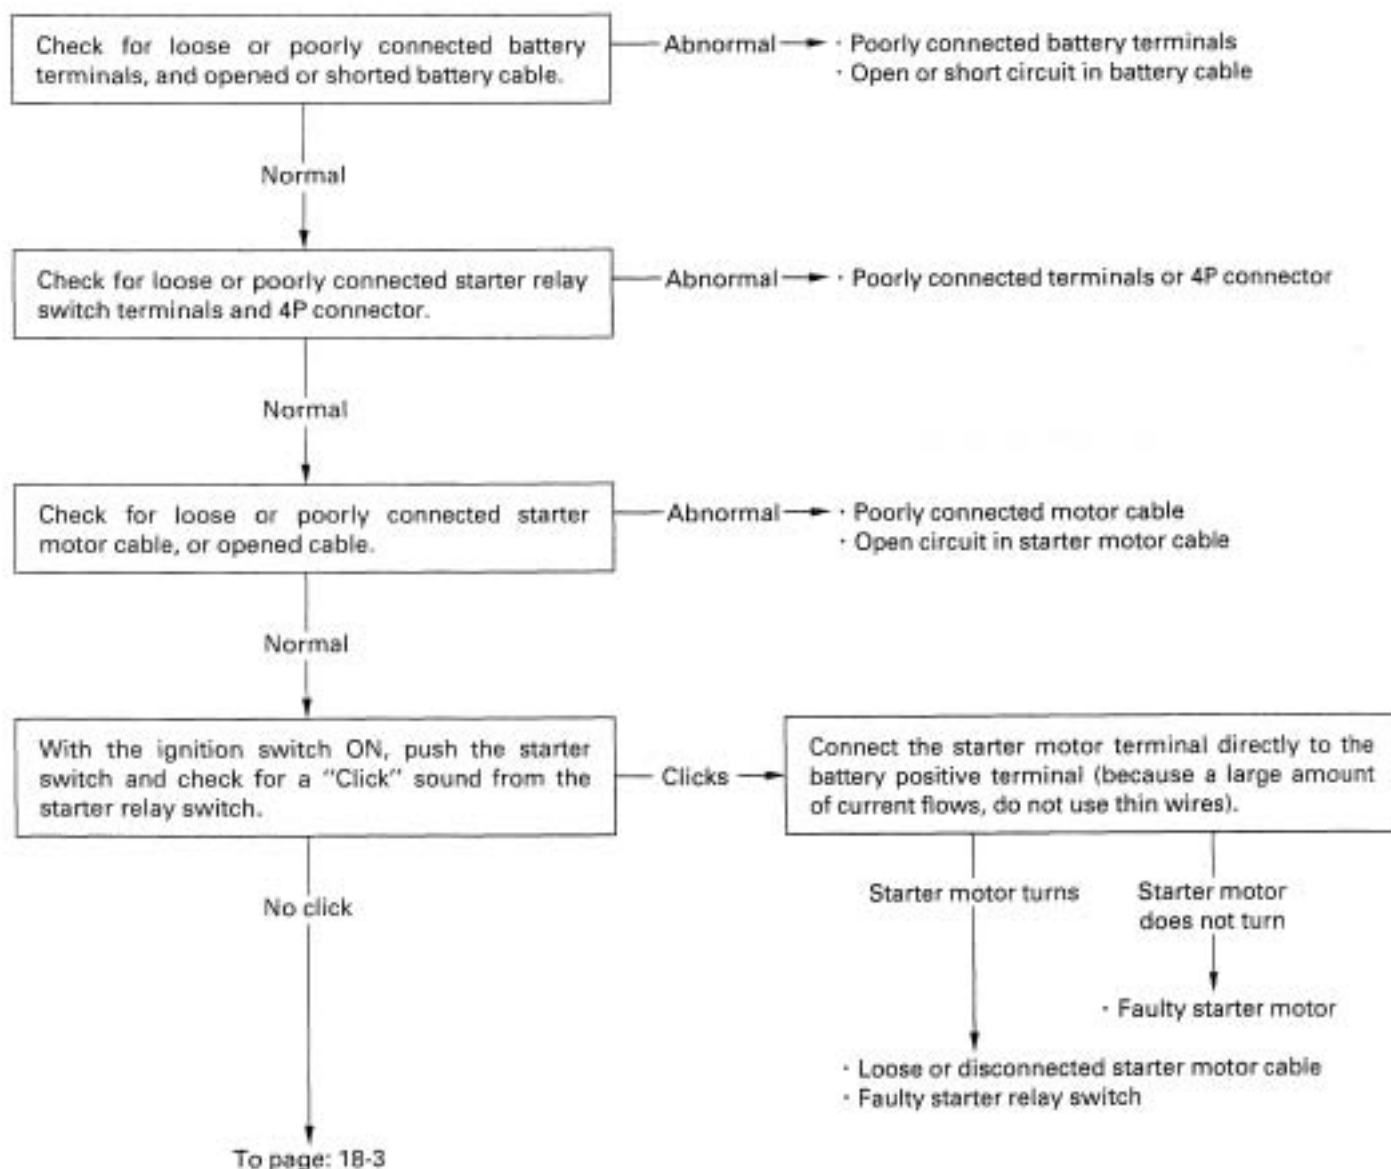 Check for loose or poorly connected battery
terminals, and opened or shorted battery cable.
Abnormal
· Poorly connected battery terminals
· Open or short circuit in battery cable
Normal
Check for loose or poorly connected starter relay
switch terminals and 4P connector.
Abnormal
· Poorly connected terminals or 4P connector
Normal
Check for loose or poorly connected starter
motor cable, or opened cable.
Abnormal
· Poorly connected motor cable
· Open circuit in starter motor cable
Normal
With the ignition switch ON, push the starter
switch and check for a "Click" sound from the
starter relay switch.
Clicks
Connect the starter motor terminal directly to the
battery positive terminal (because a large amount
of current flows, do not use thin wires).
No click
Starter motor turns
Starter motor
does not turn
· Faulty starter motor
· Loose or disconnected starter motor cable
· Faulty starter relay switch
To page: 18-3